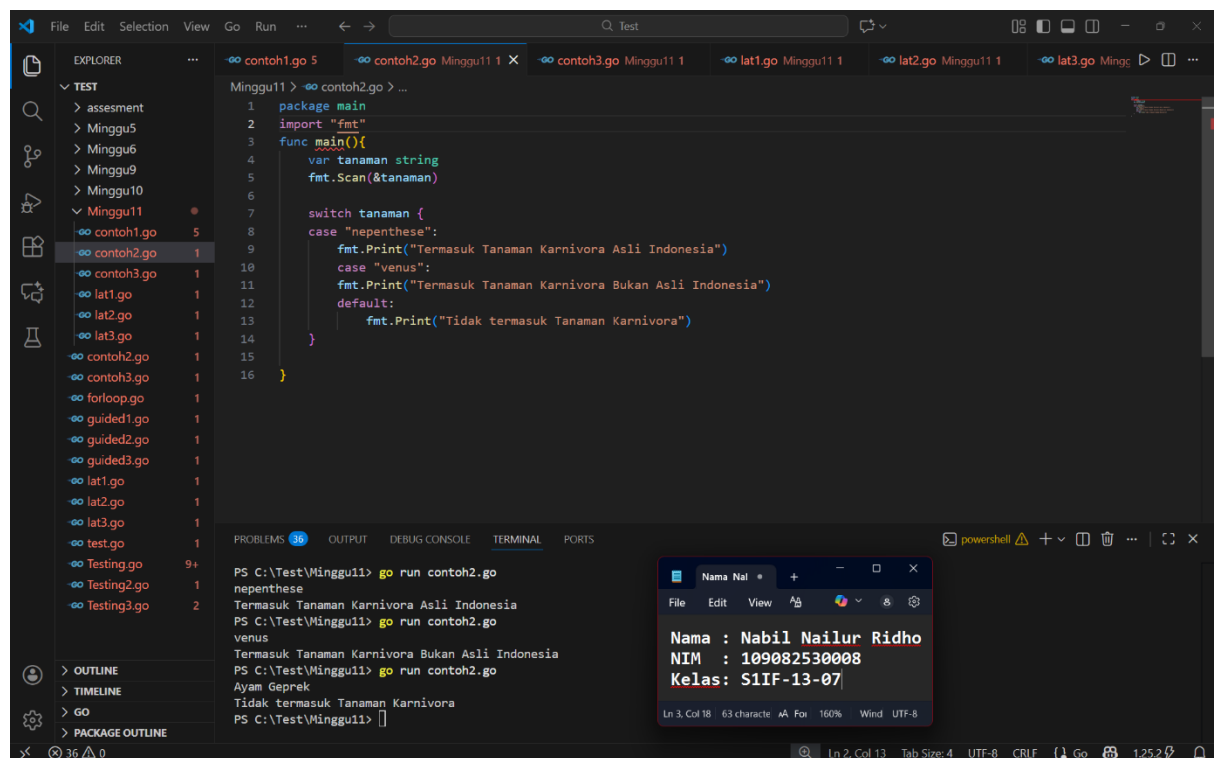 File Edit Selection View Go Run ... Test
EXPLORER ...
TEST
assesment
Minggu5
Minggu6
Minggu9
Minggu10
Minggu11
contoh1.go 5
contoh2.go 1
contoh3.go 1
lat1.go 1
lat2.go 1
lat3.go 1
contoh2.go 1
contoh3.go 1
forloop.go 1
guided1.go 1
guided2.go 1
guided3.go 1
lat1.go 1
lat2.go 1
lat3.go 1
test.go 1
Testing.go 9+
Testing2.go 1
Testing3.go 2
OUTLINE
TIMELINE
GO
PACKAGE OUTLINE
contoh1.go 5 contoh2.go Minggu11 1 contoh3.go Minggu11 1 lat1.go Minggu11 1 lat2.go Minggu11 1 lat3.go Mingg
Minggu11 > contoh2.go > ...
1 package main
2 import "fmt"
3 func main(){
4 var tanaman string
5 fmt.Scan(&tanaman)
6
7 switch tanaman {
8 case "nepenthese":
9 fmt.Print("Termasuk Tanaman Karnivora Asli Indonesia")
10 case "venus":
11 fmt.Print("Termasuk Tanaman Karnivora Bukan Asli Indonesia")
12 default:
13 fmt.Print("Tidak termasuk Tanaman Karnivora")
14 }
15
16 }
PROBLEMS 36 OUTPUT DEBUG CONSOLE TERMINAL PORTS powershell
PS C:\Test\Minggu11> go run contoh2.go
nepenthese
Termasuk Tanaman Karnivora Asli Indonesia
PS C:\Test\Minggu11> go run contoh2.go
venus
Termasuk Tanaman Karnivora Bukan Asli Indonesia
PS C:\Test\Minggu11> go run contoh2.go
Ayam Geprek
Tidak termasuk Tanaman Karnivora
PS C:\Test\Minggu11>
Nama Nal
File Edit View
Nama : Nabil Nailur Ridho
NIM : 109082530008
Kelas: S1IF-13-07
Ln 3, Col 18 63 characte For 160% Wind UTF-8
36 0 Ln 2, Col 13 Tab Size: 4 UTF-8 CRLF {} Go 1.25.2